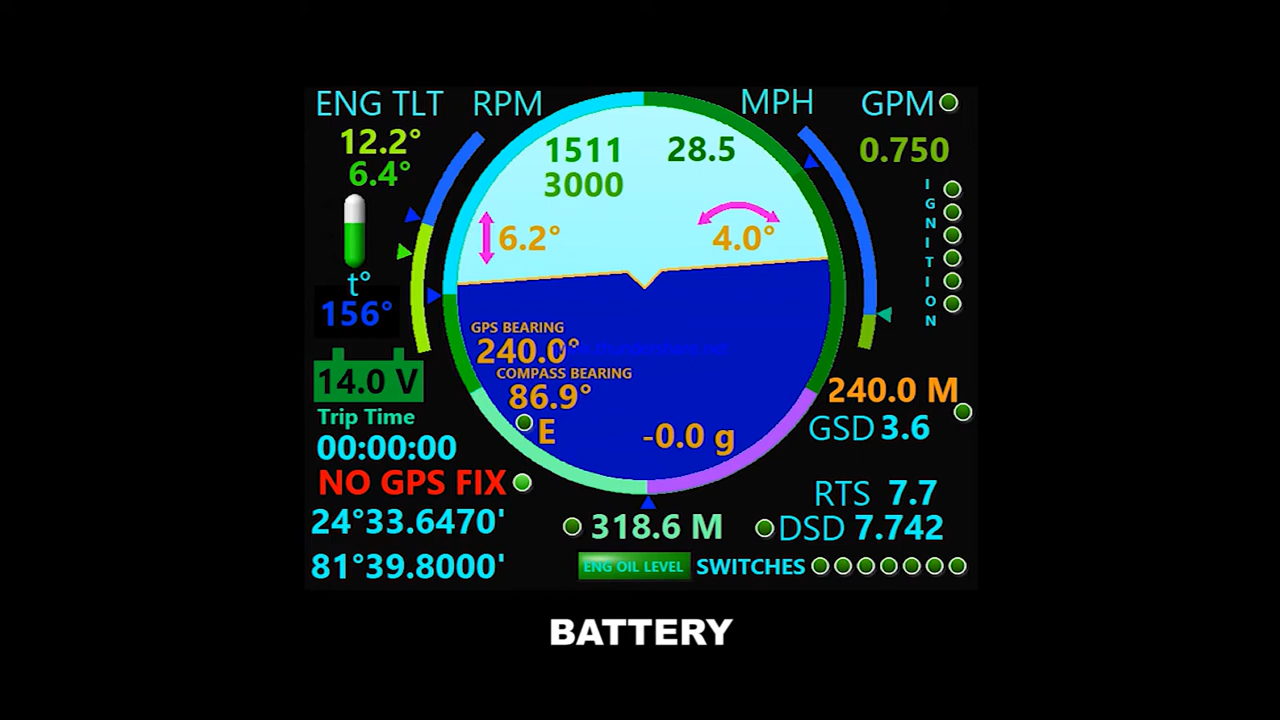 ENG TLT
RPM
MPH
GPM
12.2°
6.4°
1511
3000
28.5
0.750
IGNITION
6.2°
4.0°
t°
156°
GPS BEARING
240.0°
COMPASS BEARING
86.9°
E
-0.0 g
14.0 V
Trip Time
00:00:00
NO GPS FIX
24°33.6470'
81°39.8000'
240.0 M
GSD 3.6
RTS 7.7
DSD 7.742
318.6 M
ENG OIL LEVEL
SWITCHES
BATTERY